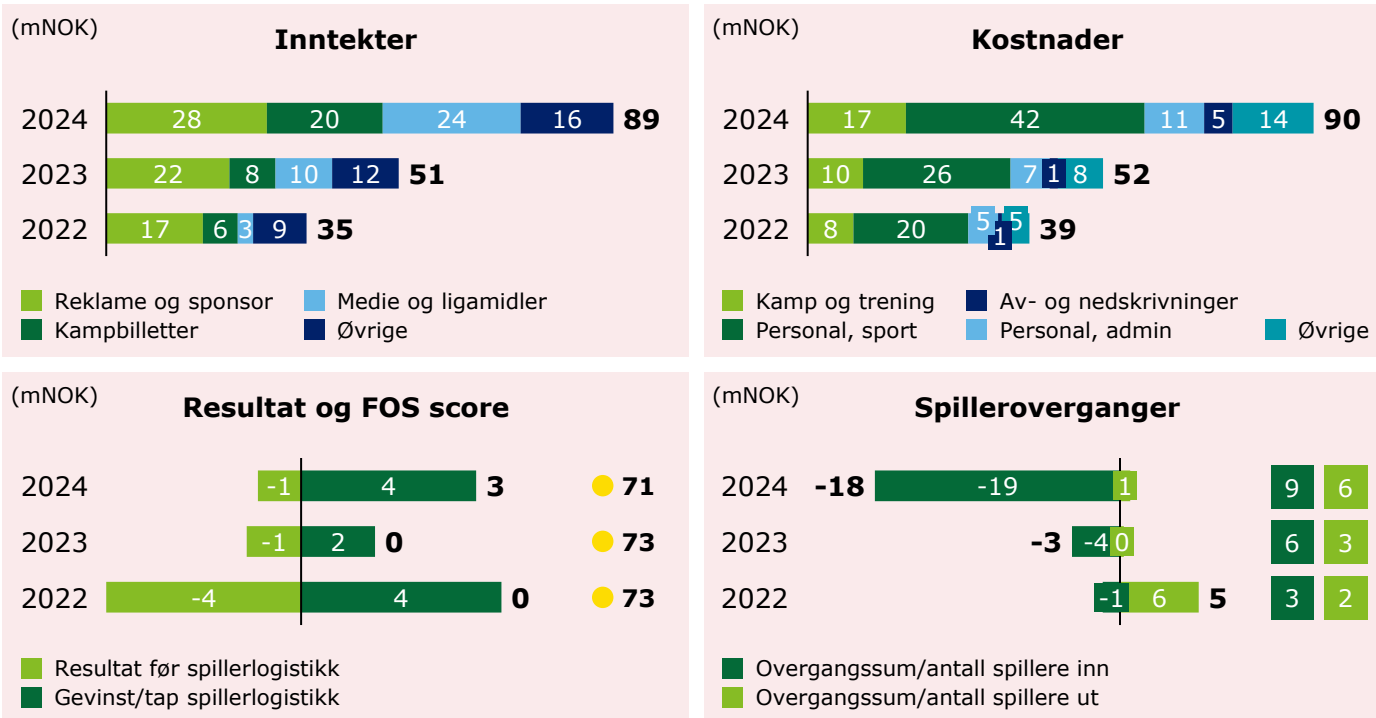 (mNOK)
Inntekter
2024 28 20 24 16 89
2023 22 8 10 12 51
2022 17 6 3 9 35
Reklame og sponsor Medie og ligamidler
Kampbilletter Øvrige
(mNOK)
Kostnader
2024 17 42 11 5 14 90
2023 10 26 7 1 8 52
2022 8 20 5 1 5 39
Kamp og trening Av- og nedskrivninger
Personal, sport Personal, admin Øvrige
(mNOK)
Resultat og FOS score
2024 -1 4 3 71
2023 -1 2 0 73
2022 -4 4 0 73
Resultat før spillerlogistikk
Gevinst/tap spillerlogistikk
(mNOK)
Spilleroverganger
2024 -18 -19 1 9 6
2023 -3 -4 0 6 3
2022 -1 6 5 3 2
Overgangssum/antall spillere inn
Overgangssum/antall spillere ut